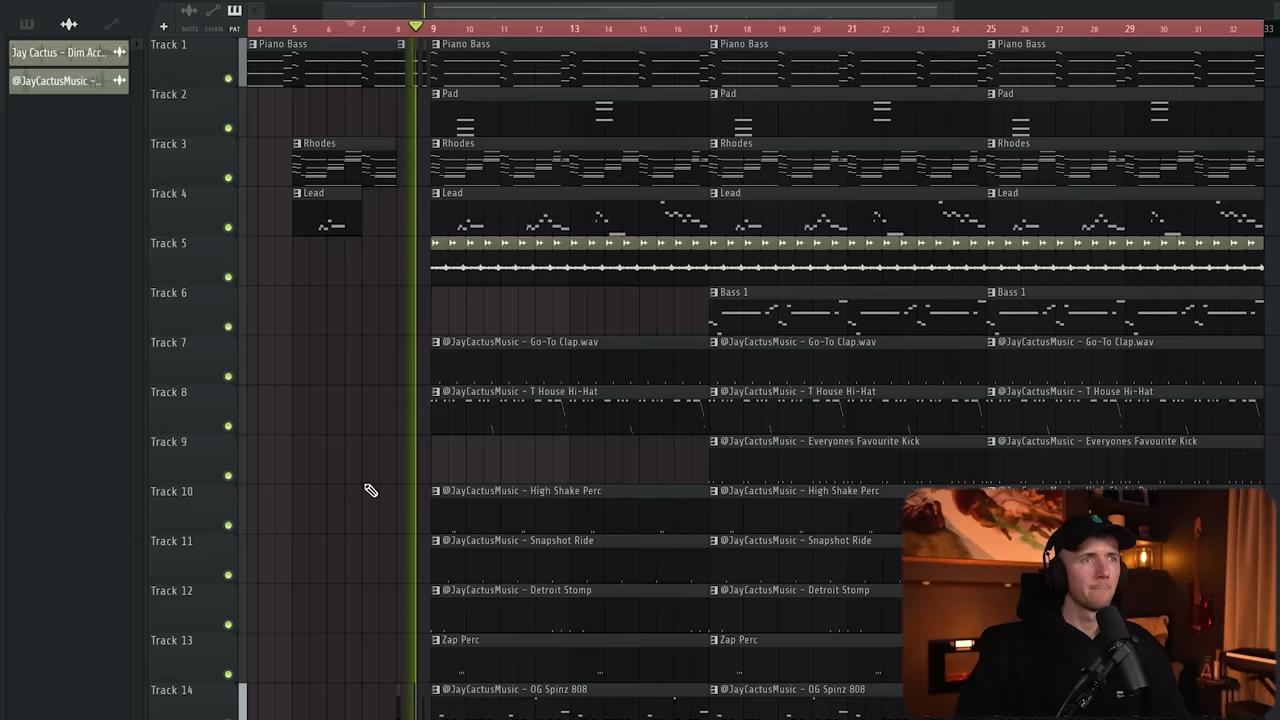 NOTE CHAN PAT
4 5 6 7 8 9 10 11 12 13 14 15 16 17 18 19 20 21 22 23 24 25 26 27 28 29 30 31 32 33
Jay Cactus - Dim Acc..
@JayCactusMusic -..
Track 1 Piano Bass Piano Bass Piano Bass Piano Bass
Track 2 Pad Pad Pad
Track 3 Rhodes Rhodes Rhodes Rhodes
Track 4 Lead Lead Lead Lead
Track 5
Track 6 Bass 1 Bass 1
Track 7 @JayCactusMusic - Go-To Clap.wav @JayCactusMusic - Go-To Clap.wav @JayCactusMusic - Go-To Clap.wav
Track 8 @JayCactusMusic - T House Hi-Hat @JayCactusMusic - T House Hi-Hat @JayCactusMusic - T House Hi-Hat
Track 9 @JayCactusMusic - Everyones Favourite Kick @JayCactusMusic - Everyones Favourite Kick
Track 10 @JayCactusMusic - High Shake Perc @JayCactusMusic - High Shake Perc
Track 11 @JayCactusMusic - Snapshot Ride @JayCactusMusic - Snapshot Ride
Track 12 @JayCactusMusic - Detroit Stomp @JayCactusMusic - Detroit Stomp
Track 13 Zap Perc Zap Perc
Track 14 @JayCactusMusic - OG Spinz 808 @JayCactusMusic - OG Spinz 808